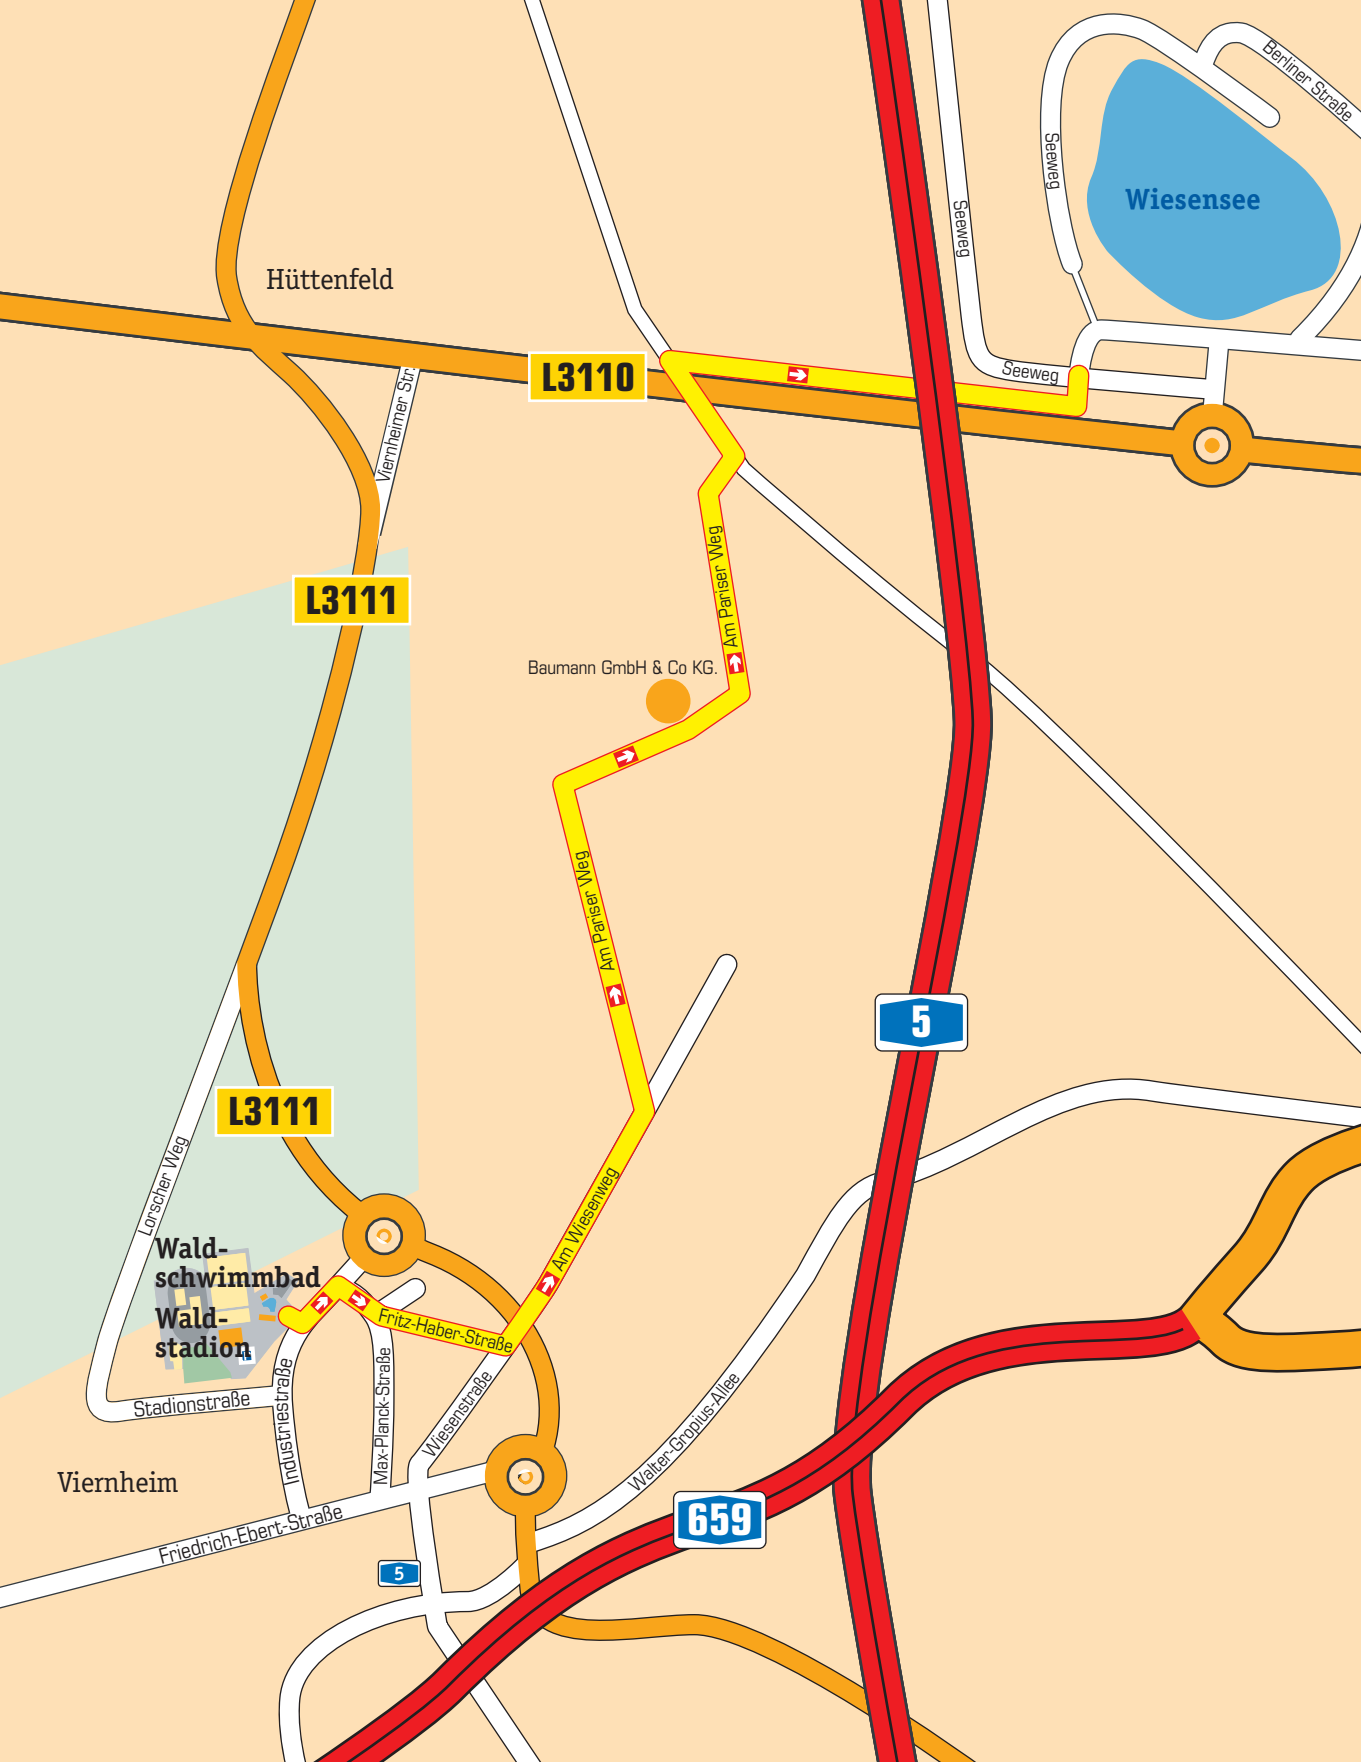 Berliner Straße
Seeweg
Wiesensee
Seeweg
Hüttenfeld
L3110
Seeweg
Viernheimer Str.
L3111
Am Pariser Weg
Baumann GmbH & Co KG.
Am Pariser Weg
5
L3111
Lorscher Weg
Am Wiesenweg
Wald-
schwimmbad
Wald-
stadion
Fritz-Haber-Straße
Stadionstraße
Industriestraße
Max-Planck-Straße
Wiesenstraße
Walter-Gropius-Allee
Viernheim
Friedrich-Ebert-Straße
659
5